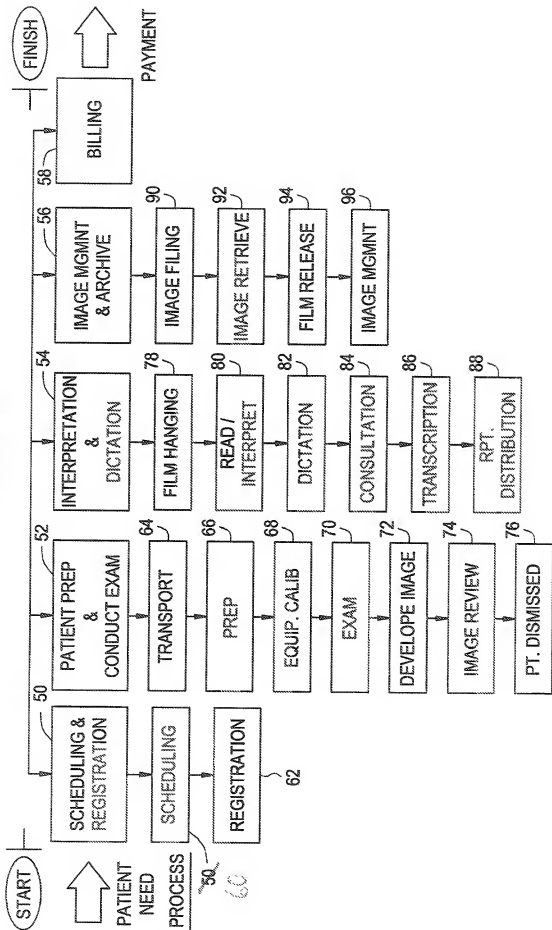 START
PATIENT
NEED
PROCESS
50
SCHEDULING &
REGISTRATION
SCHEDULING
50
60
REGISTRATION
62
52
PATIENT PREP
&
CONDUCT EXAM
64
TRANSPORT
66
PREP
68
EQUIP. CALIB
70
EXAM
72
DEVELOPE IMAGE
74
IMAGE REVIEW
76
PT. DISMISSED
54
INTERPRETATION
&
DICTATION
78
FILM HANGING
80
READ /
INTERPRET
82
DICTATION
84
CONSULTATION
86
TRANSCRIPTION
88
RPT.
DISTRIBUTION
56
IMAGE MGMNT
& ARCHIVE
90
IMAGE FILING
92
IMAGE RETRIEVE
94
FILM RELEASE
96
IMAGE MGMNT
58
BILLING
FINISH
PAYMENT